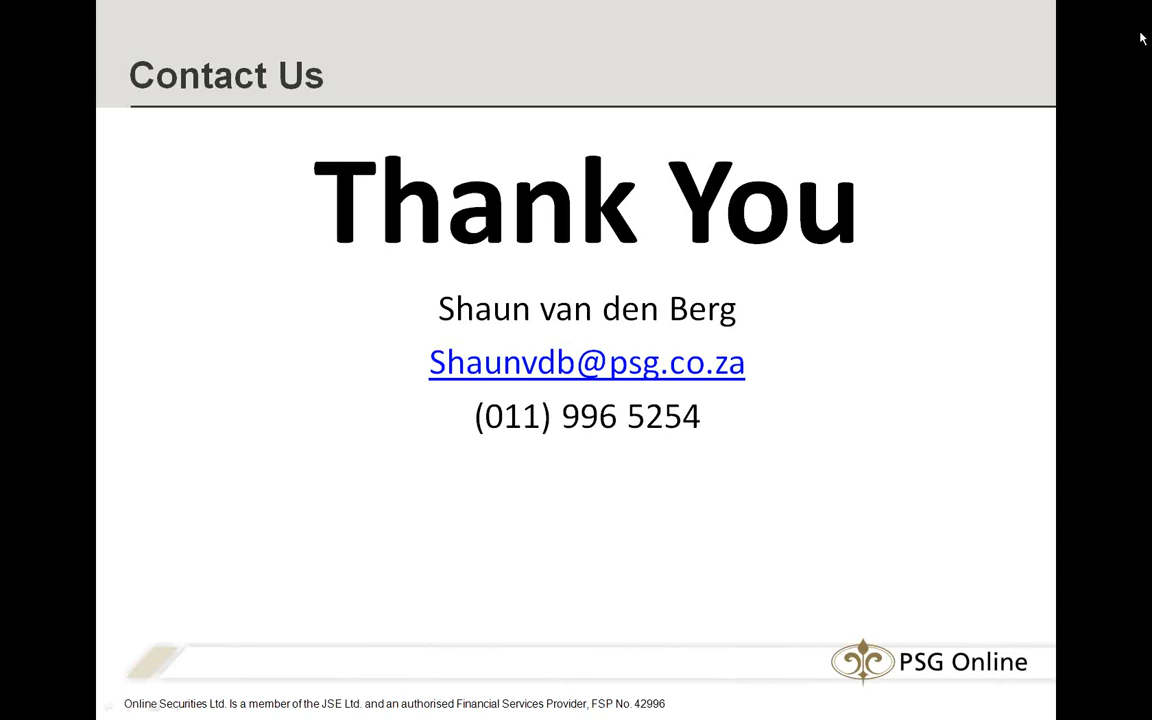 Contact Us
Thank You
Shaun van den Berg
Shaunvdb@psg.co.za
(011) 996 5254
PSG Online
Online Securities Ltd. Is a member of the JSE Ltd. and an authorised Financial Services Provider, FSP No. 42996